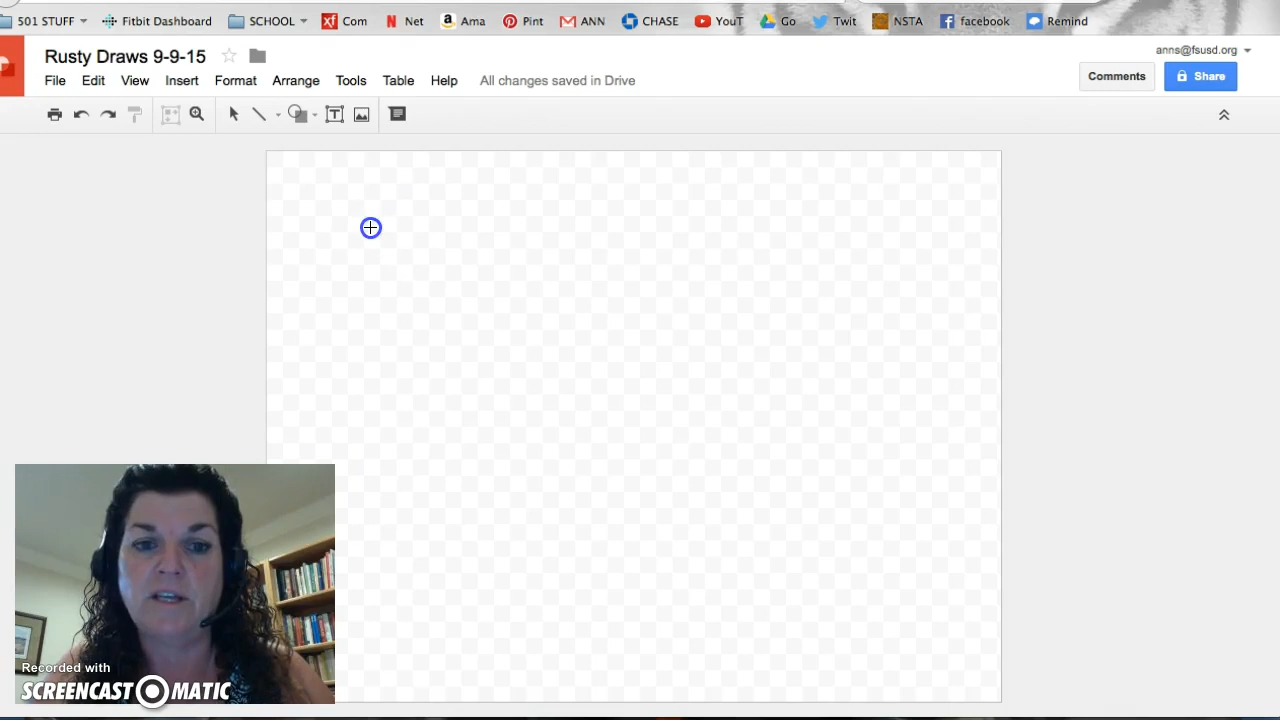 501 STUFF Fitbit Dashboard SCHOOL Com Net Ama Pint ANN CHASE YouT Go Twit NSTA facebook Remind
Rusty Draws 9-9-15
anns@fsusd.org
File Edit View Insert Format Arrange Tools Table Help All changes saved in Drive
Comments Share
Recorded with
SCREENCAST MATIC